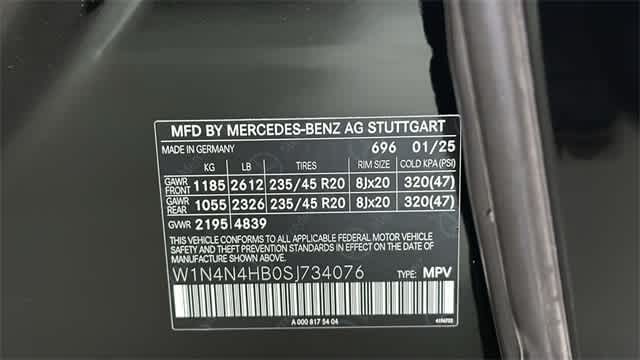 MFD BY MERCEDES-BENZ AG STUTTGART
MADE IN GERMANY 696 01/25
KG LB TIRES RIM SIZE COLD KPA (PSI)
GAWR FRONT 1185 2612 235/45 R20 8Jx20 320(47)
GAWR REAR 1055 2326 235/45 R20 8Jx20 320(47)
GVWR 2195 4839
THIS VEHICLE CONFORMS TO ALL APPLICABLE FEDERAL MOTOR VEHICLE
SAFETY AND THEFT PREVENTION STANDARDS IN EFFECT ON THE DATE
OF MANUFACTURE SHOWN ABOVE.
W1N4N4HB0SJ734076 TYPE: MPV
A 000 817 54 04